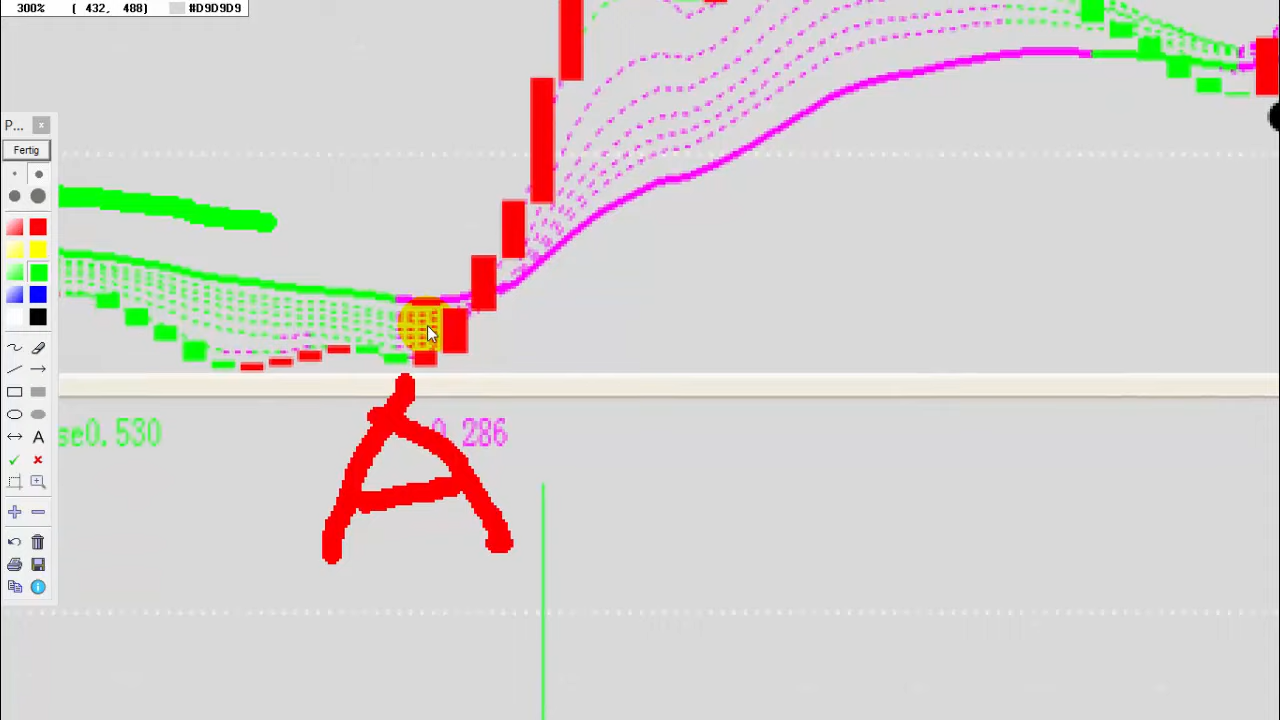 300% ( 432, 488) #D9D9D9
P... x
Fertig
A
se0.530 0.286
A